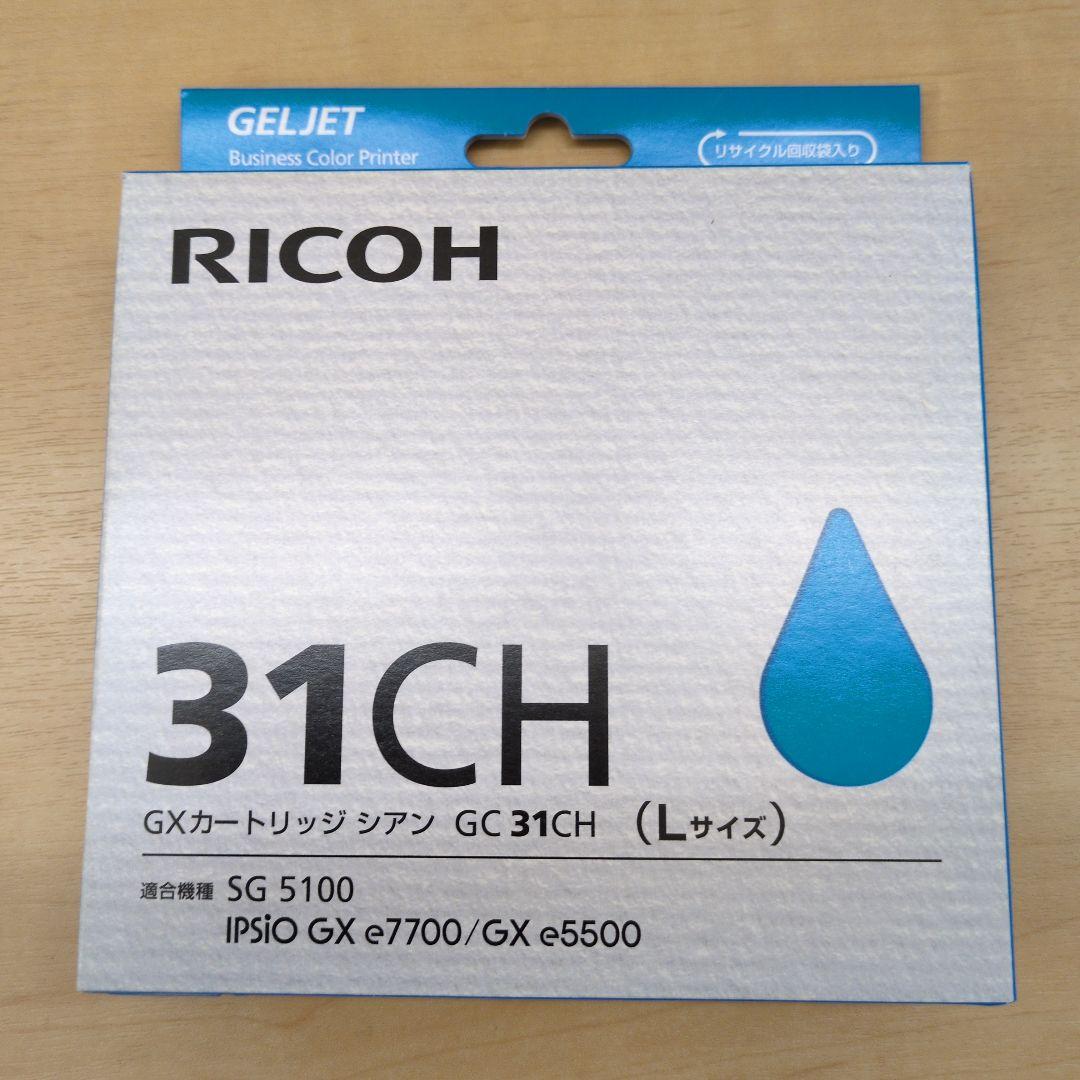 GELJET
Business Color Printer
リサイクル回収袋入り
RICOH
31CH
GXカートリッジ シアン GC 31CH (Lサイズ)
適合機種 SG 5100
IPSiO GX e7700/GX e5500